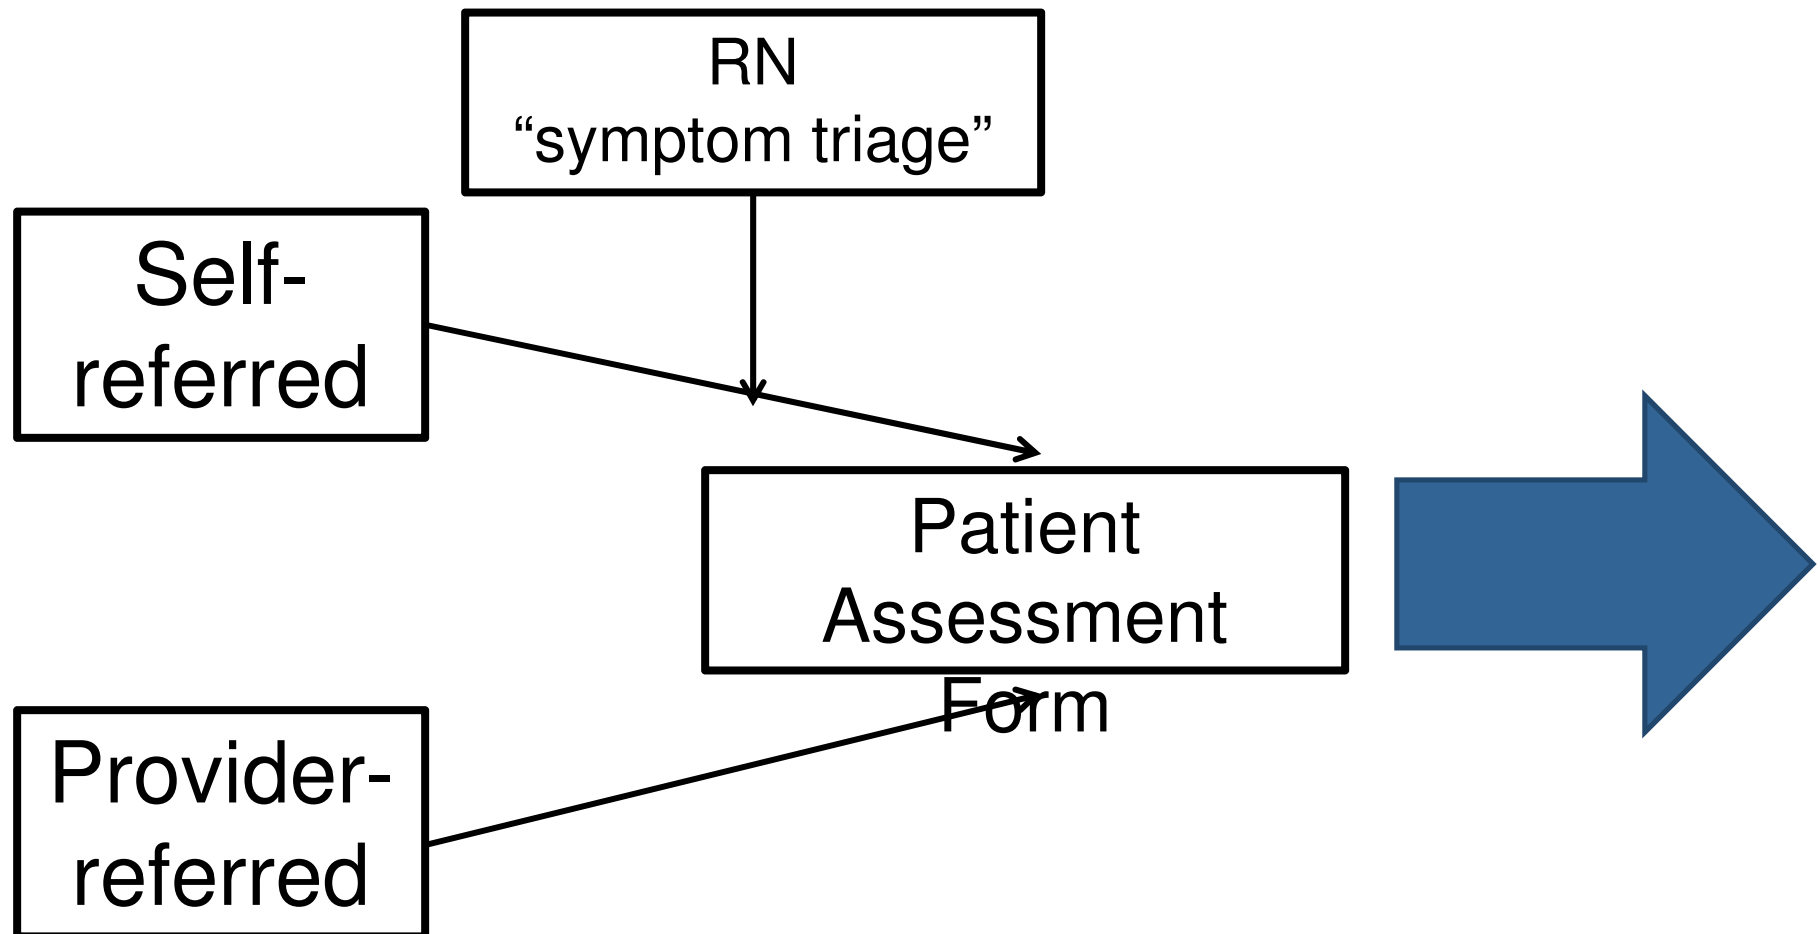 RN
“symptom triage”
Self-
referred
Patient
Assessment
Form
Provider-
referred